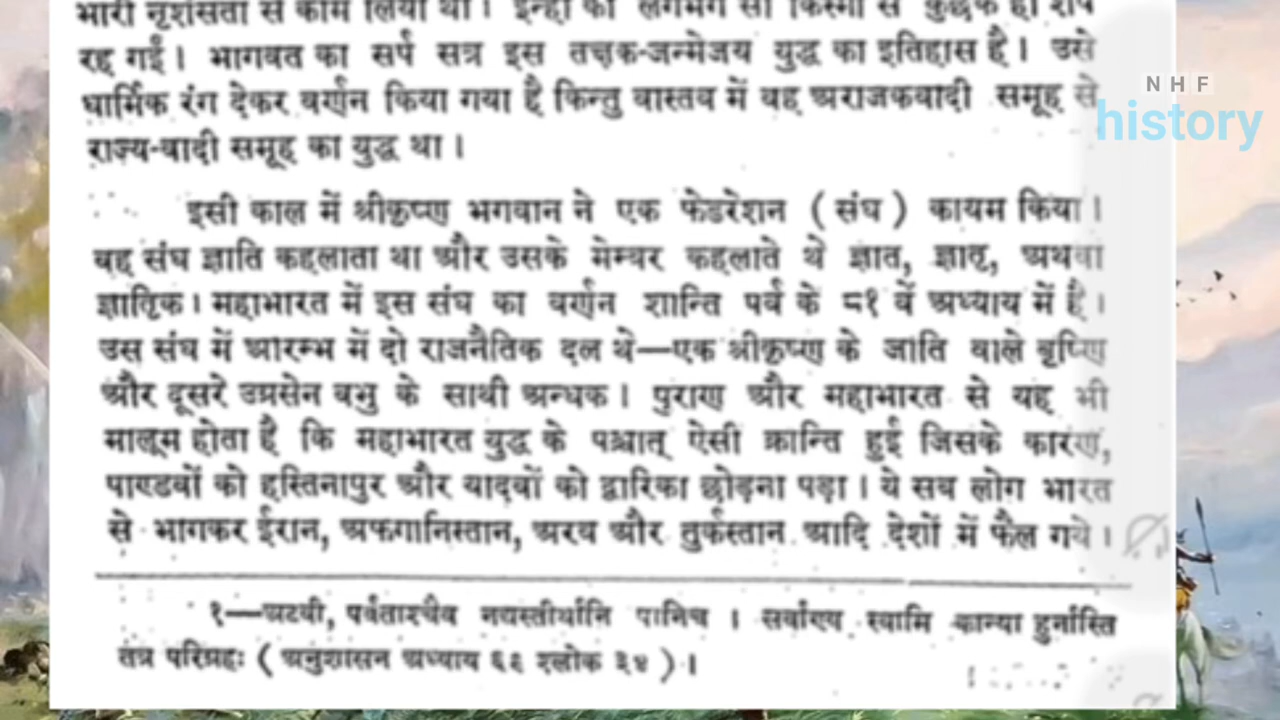 भारी नृशंसता से काम लिया था। इन्हीं की लगभग सौ किस्मों से कुछेक ही शेष
रह गईं। भागवत का सर्प सत्र इस तक्षक-जन्मेजय युद्ध का इतिहास है। उसे
धार्मिक रंग देकर वर्णन किया गया है किन्तु वास्तव में वह अराजकवादी समूह से
राज्य-वादी समूह का युद्ध था।
NHF
history
इसी काल में श्रीकृष्ण भगवान ने एक फेडरेशन (संघ) कायम किया।
वह संघ ज्ञाति कहलाता था और उसके मेम्बर कहलाते थे ज्ञात, ज्ञातृ, अथवा
ज्ञातृिक। महाभारत में इस संघ का वर्णन शान्ति पर्व के ८१ वें अध्याय में है।
उस संघ में आरम्भ में दो राजनैतिक दल थे—एक श्रीकृष्ण के जाति वाले वृष्णि
और दूसरे उग्रसेन बभ्रु के साथी अन्धक। पुराण और महाभारत से यह भी
मालूम होता है कि महाभारत युद्ध के पश्चात् ऐसी क्रान्ति हुई जिसके कारण,
पाण्डवों को हस्तिनापुर और यादवों को द्वारिका छोड़ना पड़ा। ये सब लोग भारत
से भागकर ईरान, अफगानिस्तान, अरब और तुर्कस्तान आदि देशों में फैल गये।
१—अटवी, पर्वताश्चैव नद्यस्तीर्थानि यानिच। सर्वाण्य स्वामि
तंत्र परिग्रहः (अनुशासन अध्याय ६६ श्लोक ३४)।